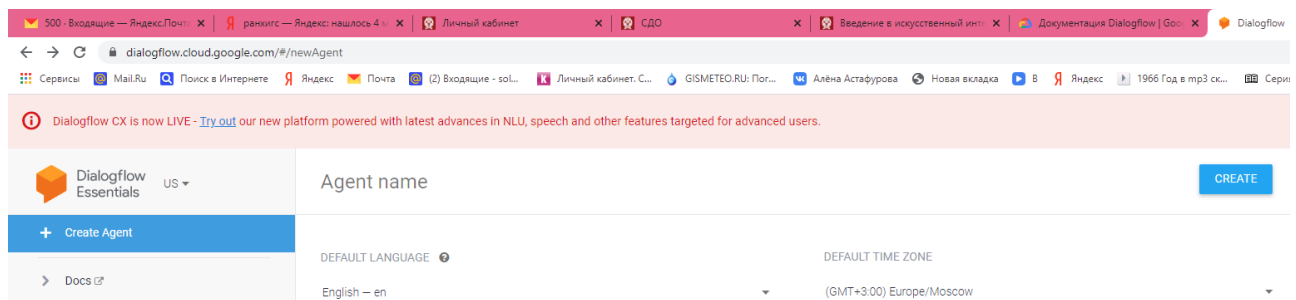 500 - Входящие — Яндекс.Почта
ранхигс — Яндекс: нашлось 4 м
Личный кабинет
СДО
Введение в искусственный инте
Документация Dialogflow | Goo
Dialogflow
dialogflow.cloud.google.com/#/newAgent
Сервисы @ Mail.Ru Поиск в Интернете Яндекс Почта (2) Входящие - sol... Личный кабинет. С... GISMETEO.RU: Пог... Алёна Астафурова Новая вкладка В Яндекс 1966 Год в mp3 ск... Сери
Dialogflow CX is now LIVE - Try out our new platform powered with latest advances in NLU, speech and other features targeted for advanced users.
Dialogflow
Essentials
US
Agent name
CREATE
+ Create Agent
DEFAULT LANGUAGE
DEFAULT TIME ZONE
Docs
English — en
(GMT+3:00) Europe/Moscow